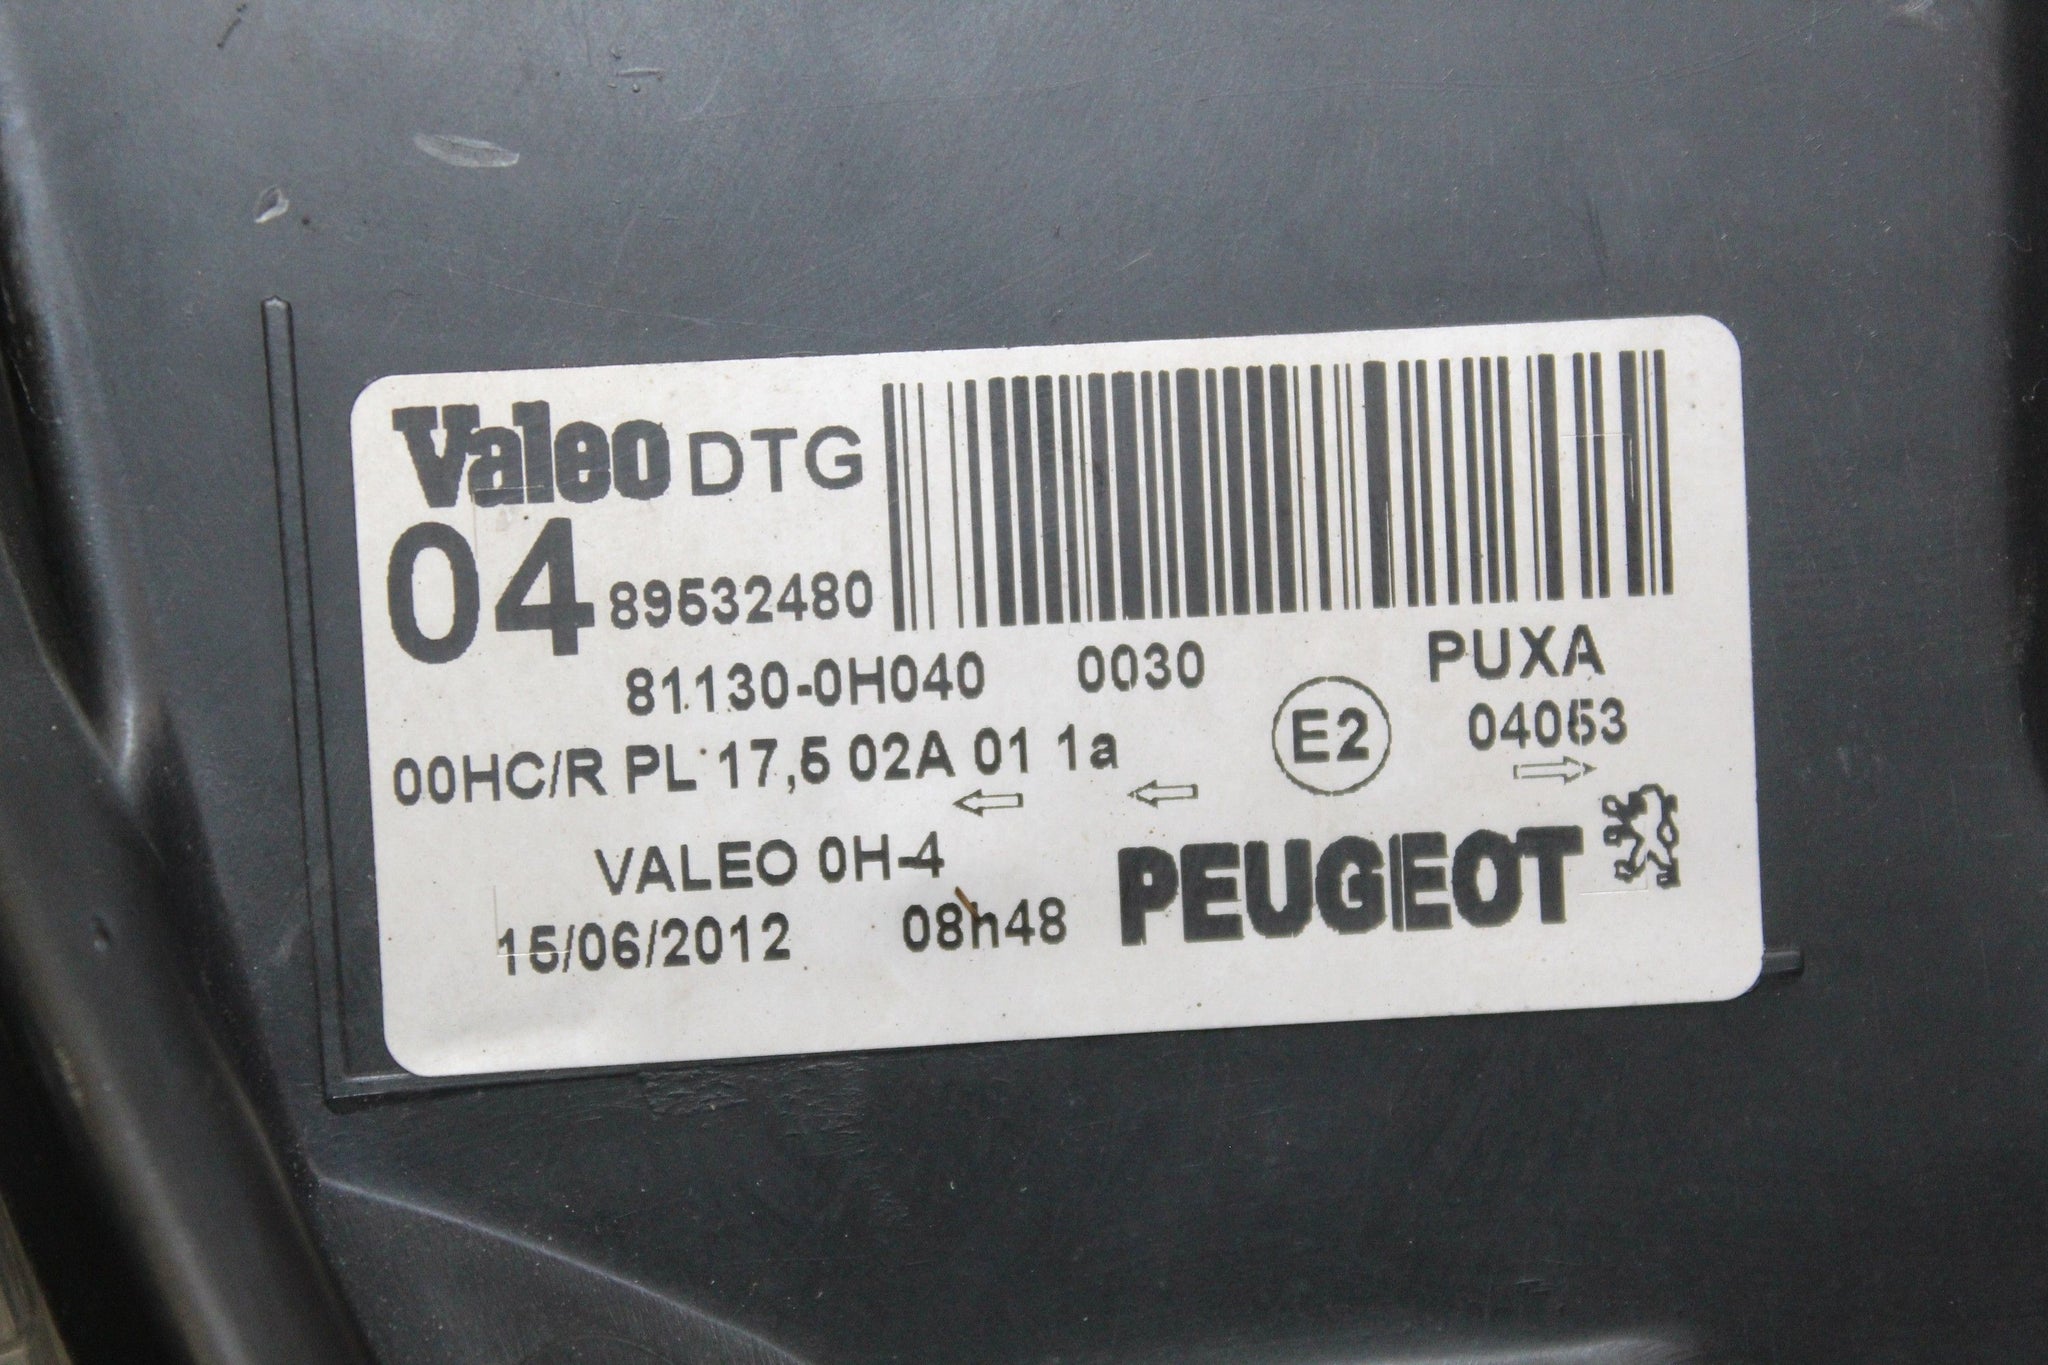 Valeo DTG
04 89532480
81130-0H040 0030 PUXA
00HC/R PL 17,5 02A 01 1a E2 04053
VALEO 0H-4 PEUGEOT
15/06/2012 08h48